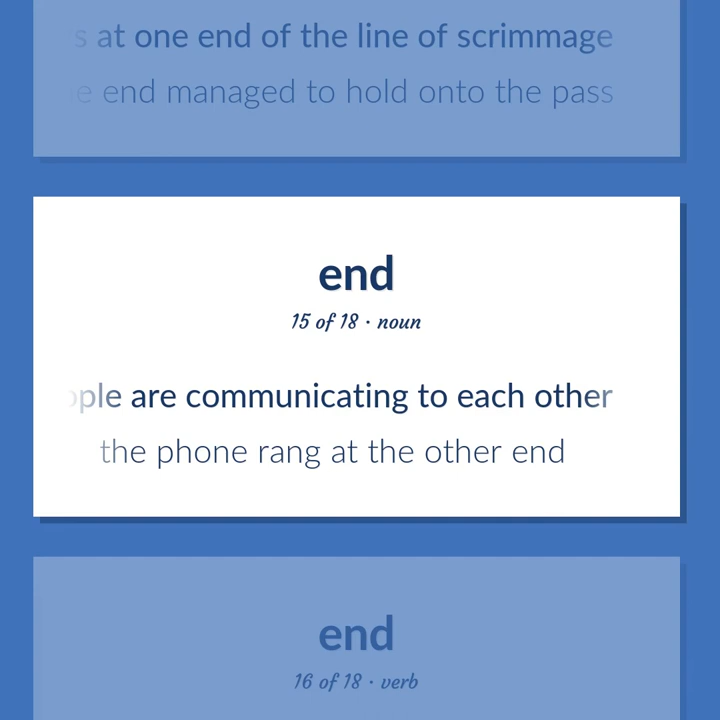 at one end of the line of scrimmage
end managed to hold onto the pass
end
15 of 18 · noun
are communicating to each other
the phone rang at the other end
end
16 of 18 · verb